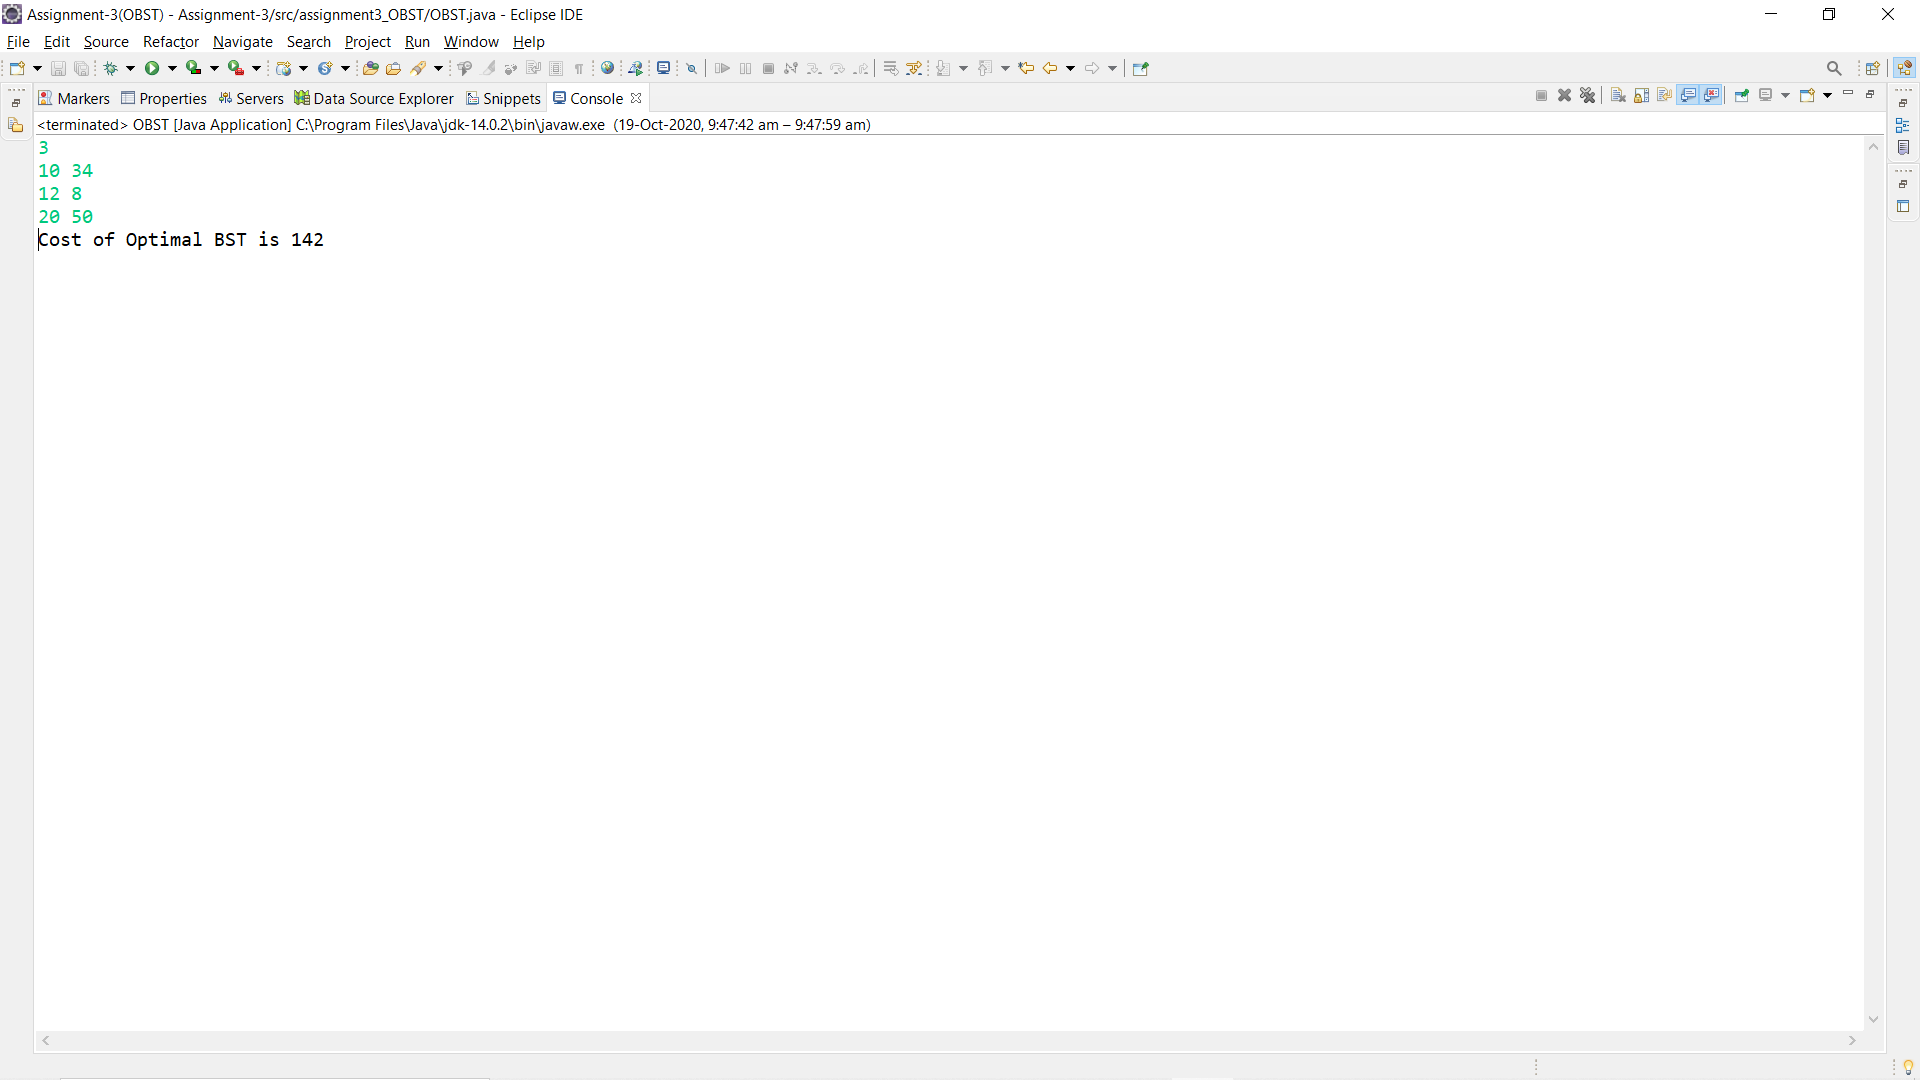 Assignment-3(OBST) - Assignment-3/src/assignment3_OBST/OBST.java - Eclipse IDE
File Edit Source Refactor Navigate Search Project Run Window Help
Markers Properties Servers Data Source Explorer Snippets Console
<terminated> OBST [Java Application] C:\Program Files\Java\jdk-14.0.2\bin\javaw.exe (19-Oct-2020, 9:47:42 am – 9:47:59 am)
3
10 34
12 8
20 50
Cost of Optimal BST is 142